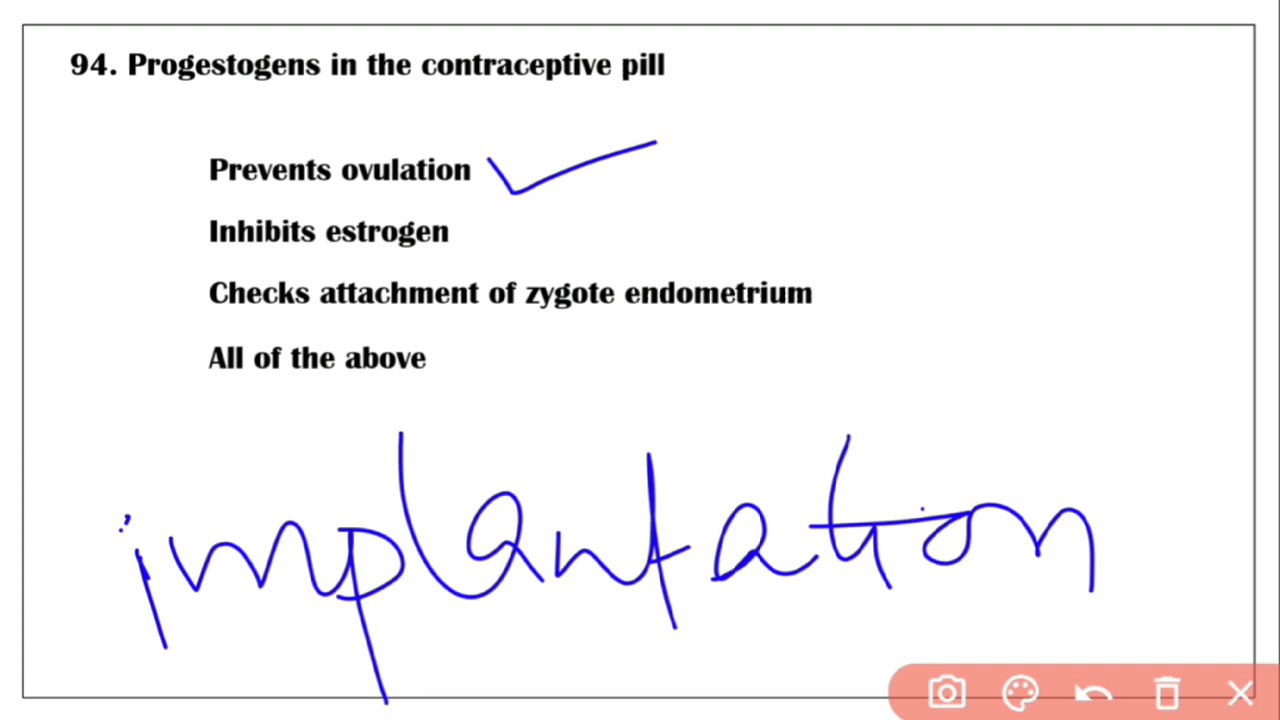 94. Progestogens in the contraceptive pill
Prevents ovulation
Inhibits estrogen
Checks attachment of zygote endometrium
All of the above
implantation